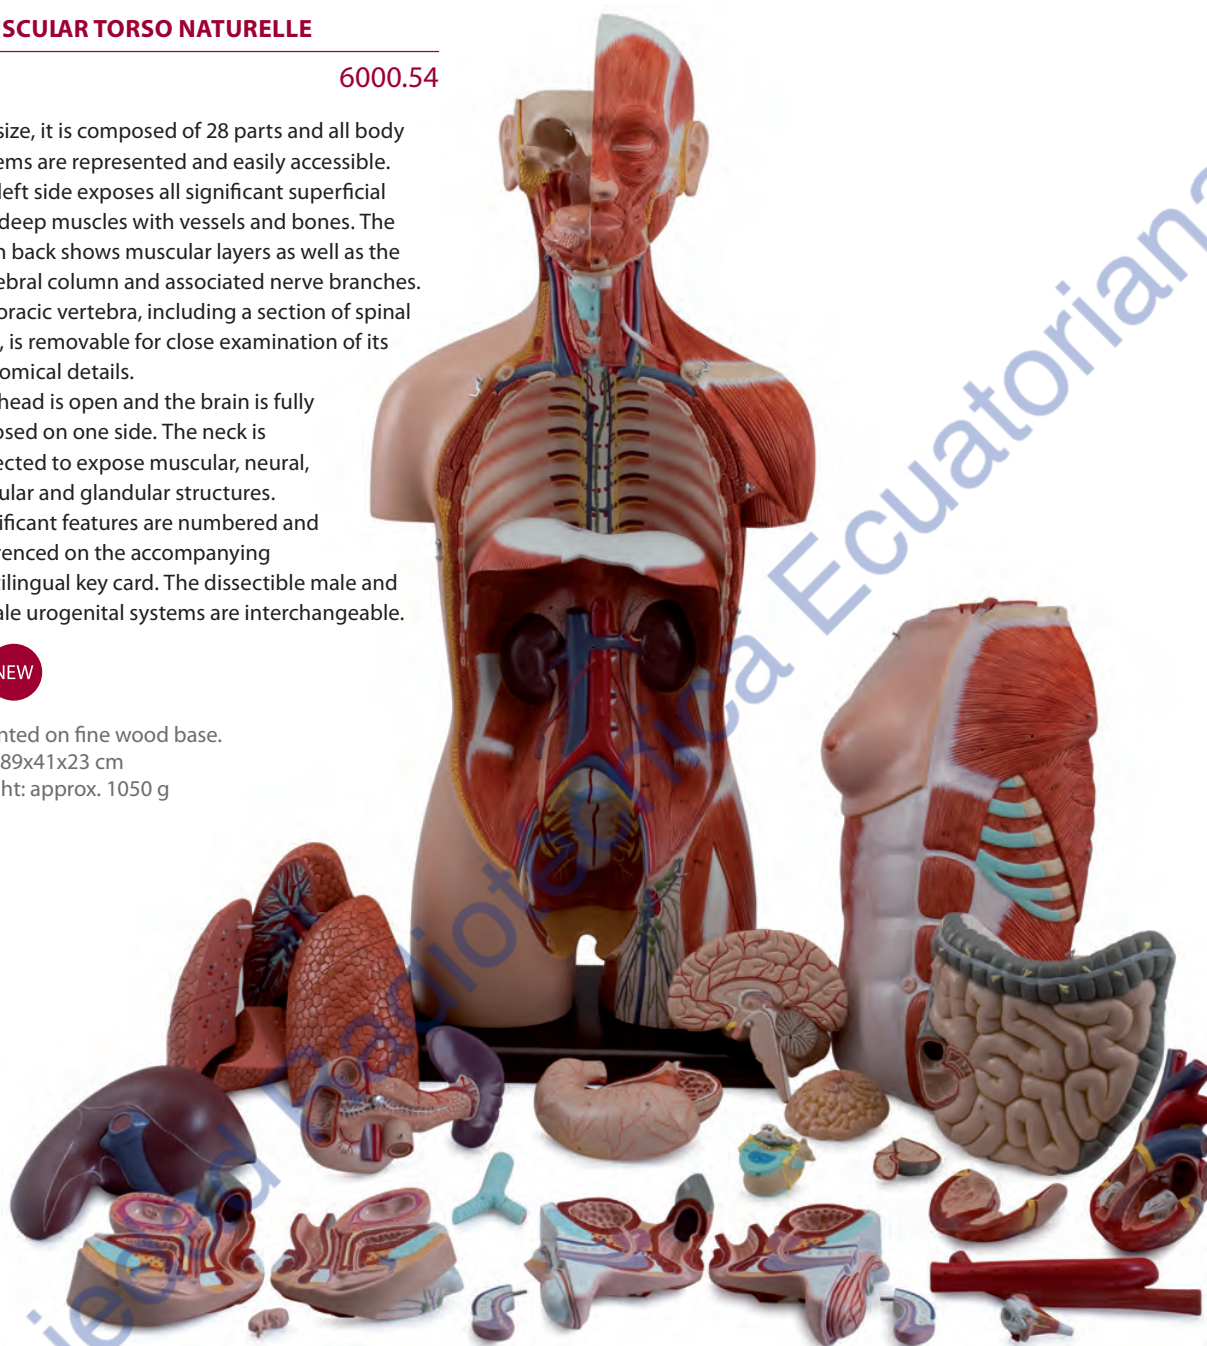 SCULAR TORSO NATURELLE
6000.54
size, it is composed of 28 parts and all body
ems are represented and easily accessible.
left side exposes all significant superficial
deep muscles with vessels and bones. The
n back shows muscular layers as well as the
ebral column and associated nerve branches.
oracic vertebra, including a section of spinal
, is removable for close examination of its
omical details.
head is open and the brain is fully
osed on one side. The neck is
ected to expose muscular, neural,
ular and glandular structures.
ificant features are numbered and
renced on the accompanying
tilingual key card. The dissectible male and
ale urogenital systems are interchangeable.
NEW
nted on fine wood base.
89x41x23 cm
ht: approx. 1050 g
iedad Radiotecnica Ecuatoriana